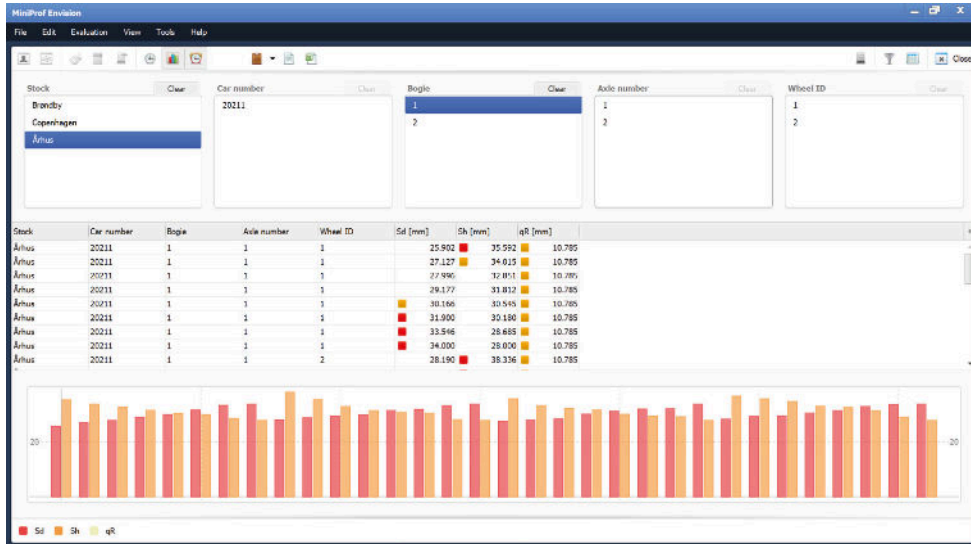 MiniProf Envision
File Edit Evaluation View Tools Help
Close
Stock Clear Car number Clear Bogie Clear Axle number Clear Wheel ID Clear
Brøndby 20211 1 1 1
Copenhagen 2 2 2
Århus
Stock Car number Bogie Axle number Wheel ID Sd [mm] Sh [mm] qR [mm]
Århus 20211 1 1 1 25.902 35.592 10.785
Århus 20211 1 1 1 27.127 34.015 10.785
Århus 20211 1 1 1 27.996 32.851 10.785
Århus 20211 1 1 1 29.177 31.812 10.785
Århus 20211 1 1 1 30.166 30.545 10.785
Århus 20211 1 1 1 31.900 30.180 10.785
Århus 20211 1 1 1 33.546 28.685 10.785
Århus 20211 1 1 1 34.000 28.000 10.785
Århus 20211 1 1 2 28.190 38.336 10.785
20 20
Sd Sh qR